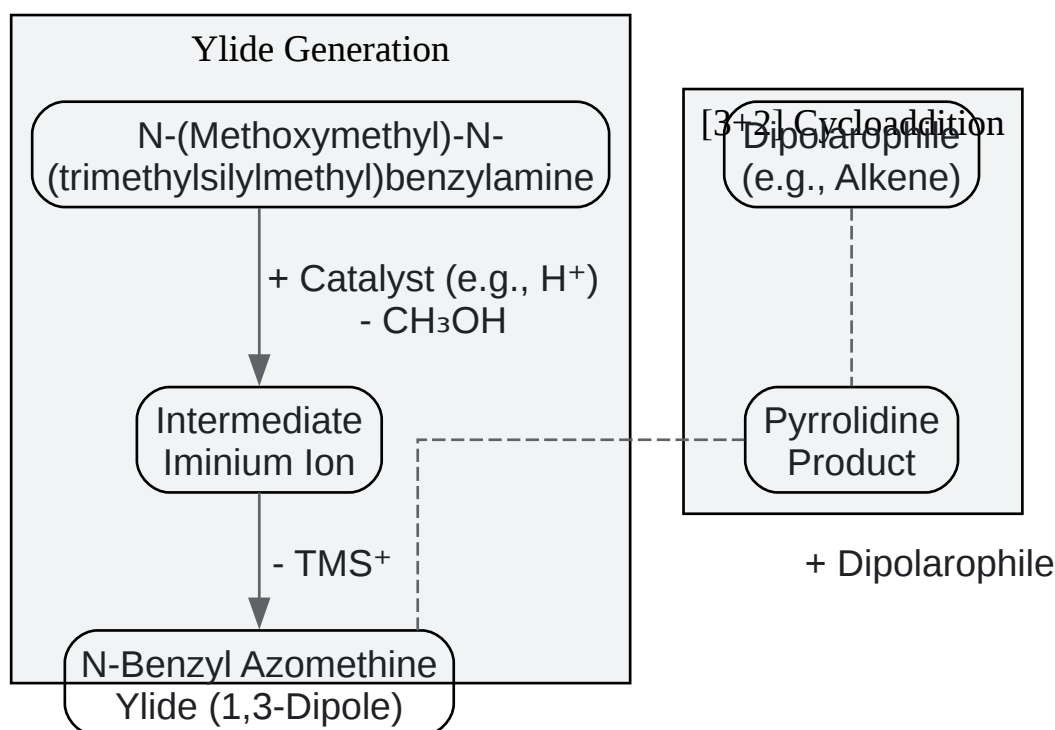 Ylide Generation
N-(Methoxymethyl)-N-
(trimethylsilylmethyl)benzylamine
+ Catalyst (e.g., H⁺)
- CH₃OH
Intermediate
Iminium Ion
- TMS⁺
N-Benzyl Azomethine
Ylide (1,3-Dipole)
[3+2] Cycloaddition
Dipolarophile
(e.g., Alkene)
Pyrrolidine
Product
+ Dipolarophile